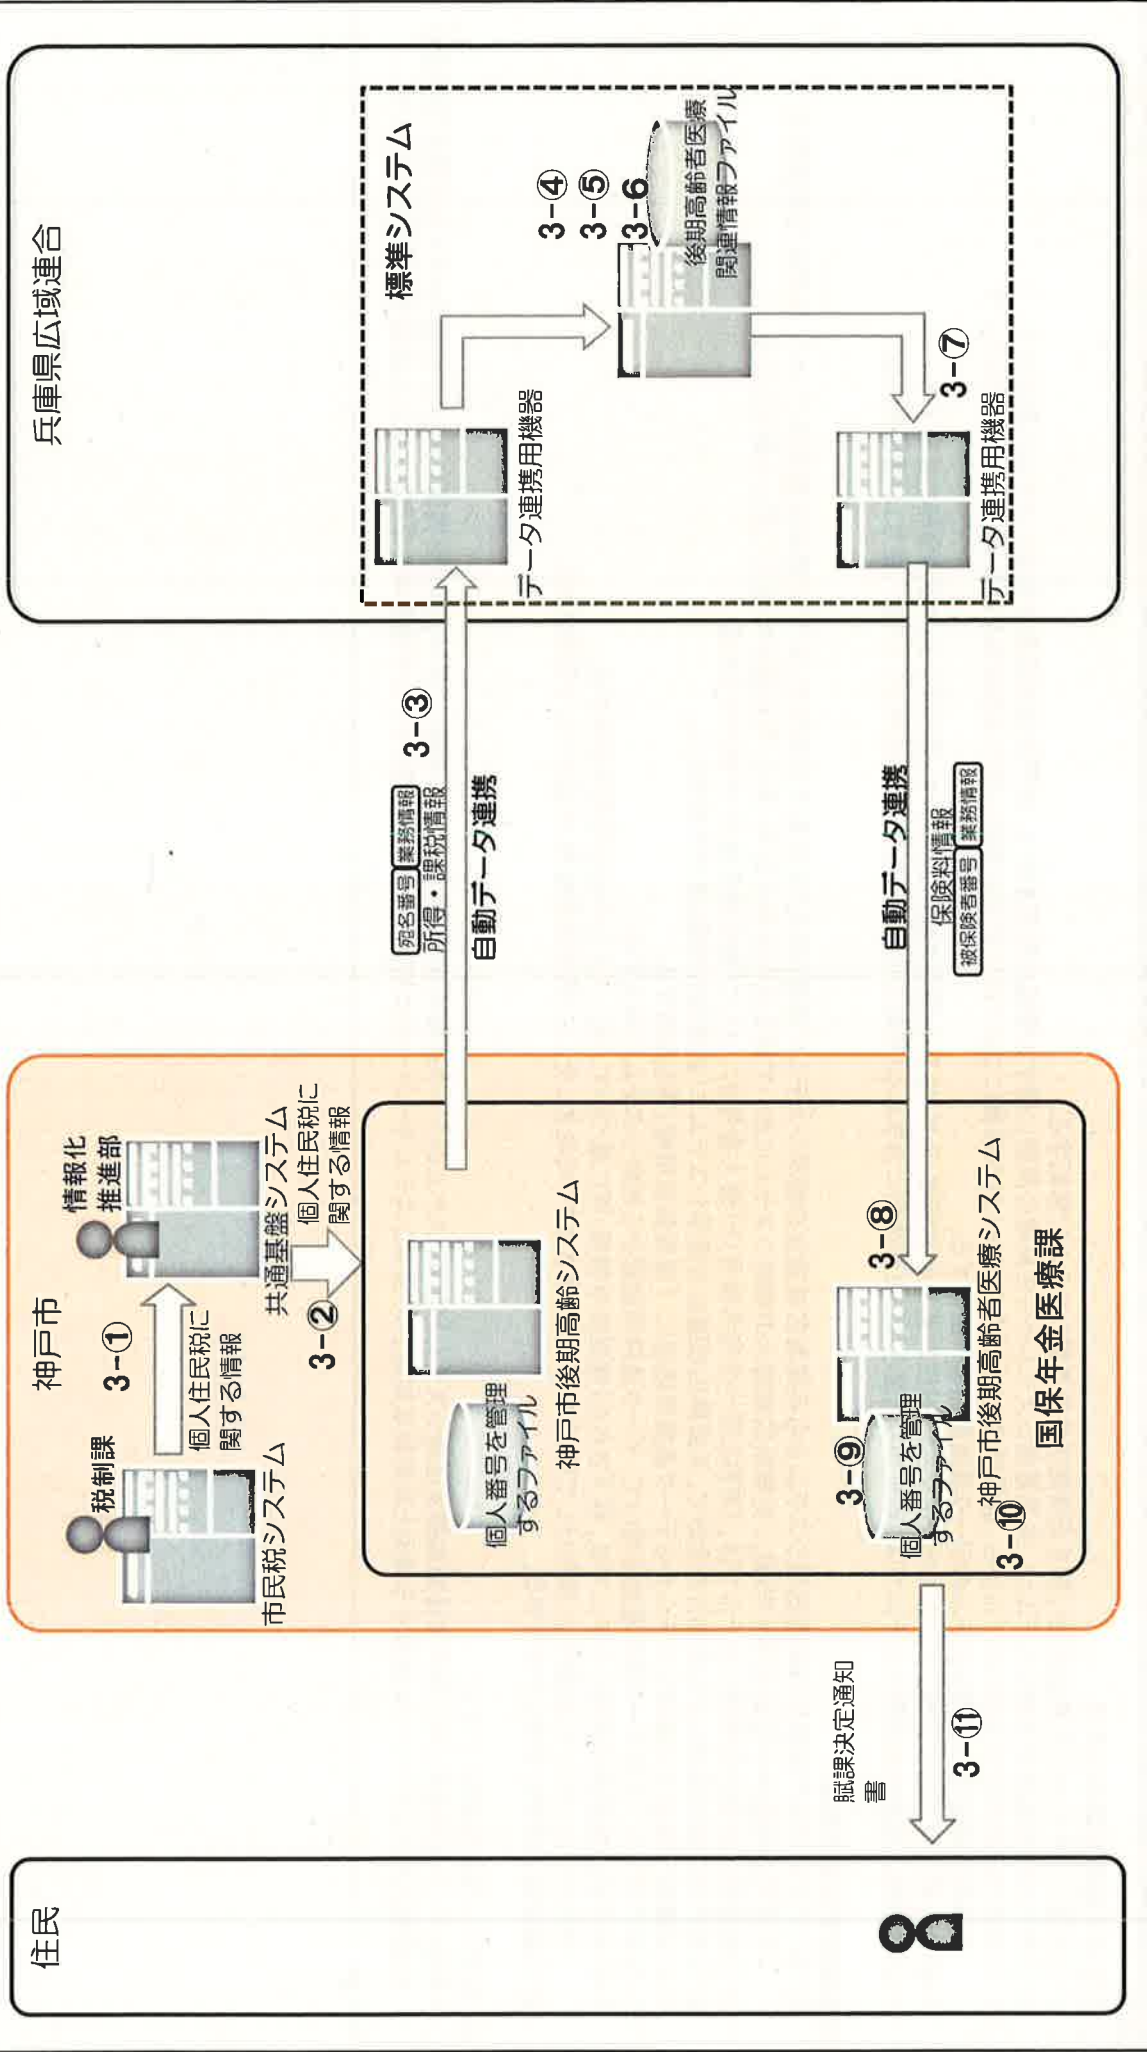 住民
賦課決定通知
書
3-⑪
神戸市
税制課
市民税システム
3-①
個人住民税に
関する情報
情報化
推進部
共通基盤システム
3-②
個人住民税に
関する情報
個人番号を管理
するファイル
神戸市後期高齢システム
3-⑧
3-⑨
個人番号を管理
するファイル
神戸市後期高齢者医療システム
3-⑩
国保年金医療課
3-③
宛名番号 業務情報
所得・課税情報
自動データ連携
自動データ連携
保険料情報
被保険者番号 業務情報
兵庫県広域連合
標準システム
データ連携用機器
3-④
3-⑤
3-6
後期高齢者医療
関連情報ファイル
3-⑦
データ連携用機器